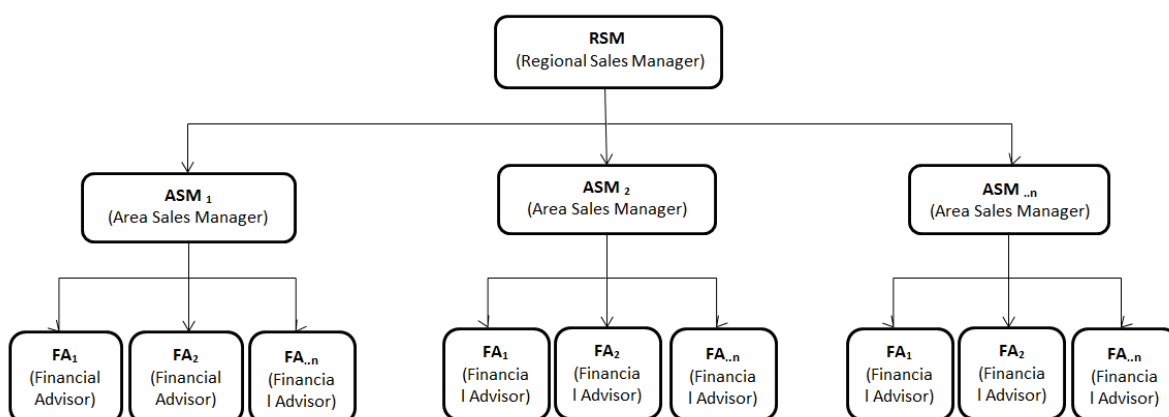 RSM
(Regional Sales Manager)
ASM 1
(Area Sales Manager)
ASM 2
(Area Sales Manager)
ASM ..n
(Area Sales Manager)
FA1
(Financial
Advisor)
FA2
(Financial
Advisor)
FA..n
(Financia
l Advisor)
FA1
(Financia
l Advisor)
FA2
(Financia
l Advisor)
FA..n
(Financia
l Advisor)
FA1
(Financia
l Advisor)
FA2
(Financia
l Advisor)
FA..n
(Financia
l Advisor)